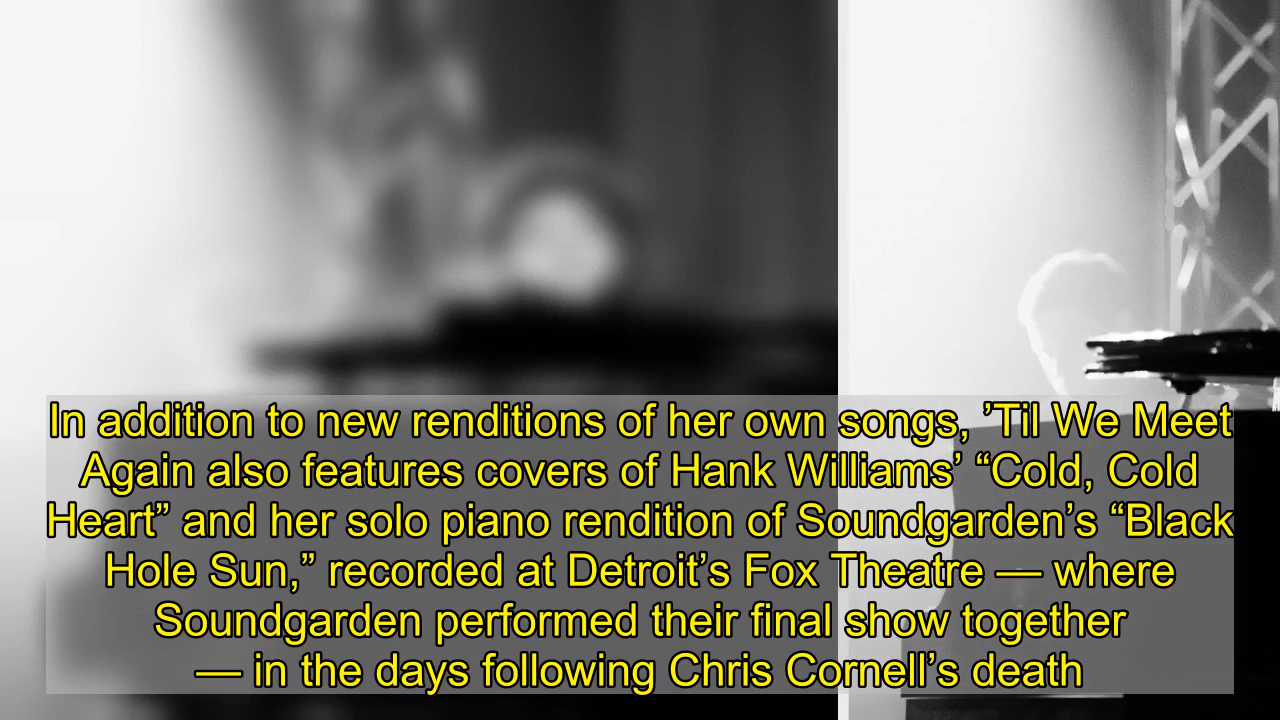 In addition to new renditions of her own songs, ’Til We Meet
Again also features covers of Hank Williams’ “Cold, Cold
Heart” and her solo piano rendition of Soundgarden’s “Black
Hole Sun,” recorded at Detroit’s Fox Theatre — where
Soundgarden performed their final show together
— in the days following Chris Cornell’s death